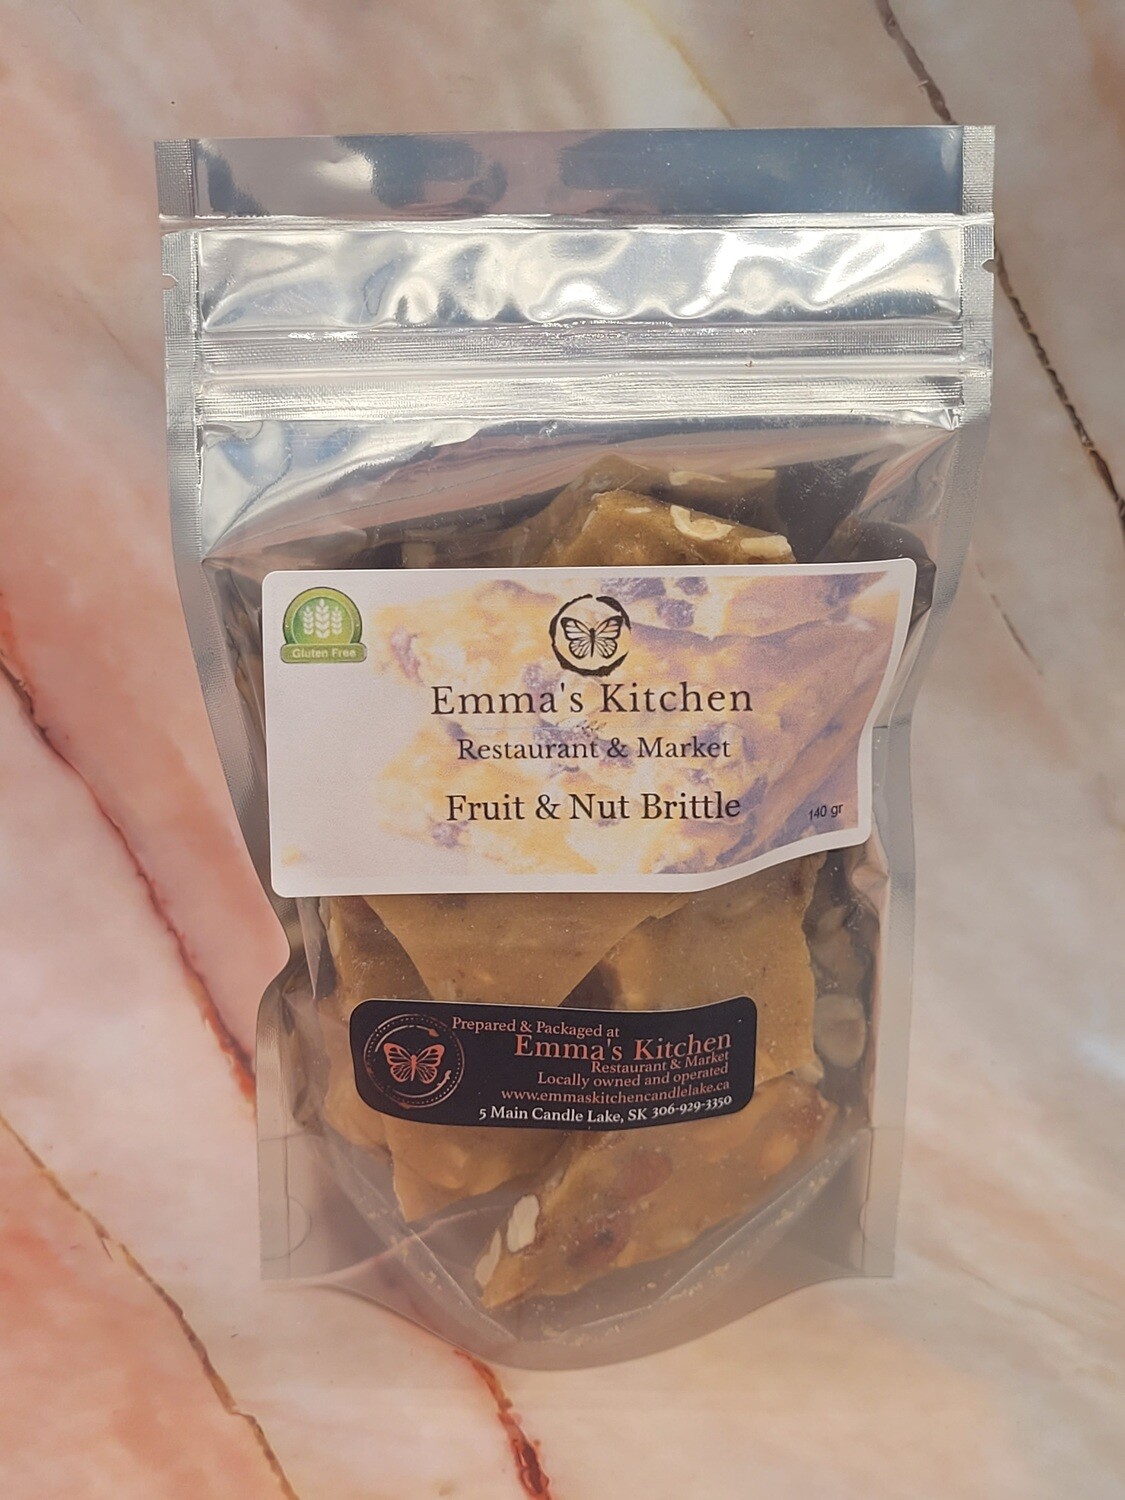 Gluten Free
Emma's Kitchen
Restaurant & Market
Fruit & Nut Brittle
140 gr
Prepared & Packaged at
Emma's Kitchen
Restaurant & Market
Locally owned and operated
www.emmaskitchencandlelake.ca
5 Main Candle Lake, SK 306-929-3350